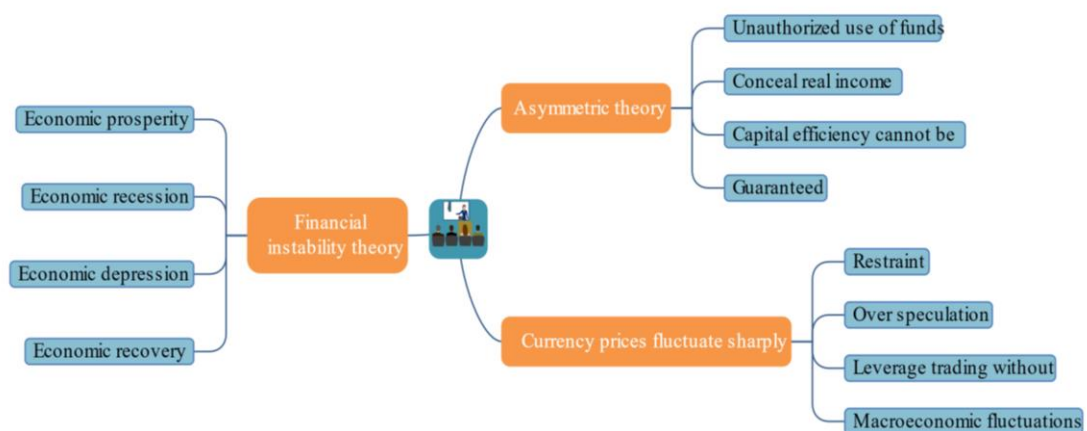 Economic prosperity
Economic recession
Economic depression
Economic recovery
Financial
instability theory
Asymmetric theory
Unauthorized use of funds
Conceal real income
Capital efficiency cannot be
Guaranteed
Currency prices fluctuate sharply
Restraint
Over speculation
Leverage trading without
Macroeconomic fluctuations